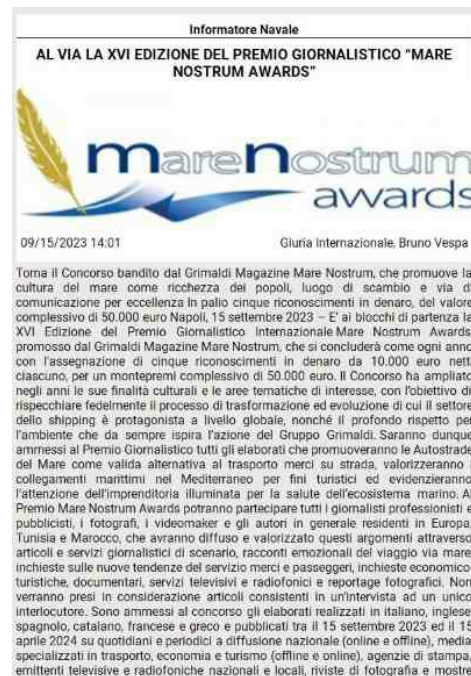 Informatore Navale
AL VIA LA XVI EDIZIONE DEL PREMIO GIORNALISTICO “MARE
NOSTRUM AWARDS”
mareNostrum
awards
09/15/2023 14:01 Giuria Internazionale, Bruno Vespa
Torna il Concorso bandito dal Grimaldi Magazine Mare Nostrum, che promuove la
cultura del mare come ricchezza dei popoli, luogo di scambio e via di
comunicazione per eccellenza In palio cinque riconoscimenti in denaro, del valore
complessivo di 50.000 euro Napoli, 15 settembre 2023 – E' ai blocchi di partenza la
XVI Edizione del Premio Giornalistico Internazionale Mare Nostrum Awards,
promosso dal Grimaldi Magazine Mare Nostrum, che si concluderà come ogni anno
con l'assegnazione di cinque riconoscimenti in denaro da 10.000 euro netti
ciascuno, per un montepremi complessivo di 50.000 euro. Il Concorso ha ampliato
negli anni le sue finalità culturali e le aree tematiche di interesse, con l'obiettivo di
rispecchiare fedelmente il processo di trasformazione ed evoluzione di cui il settore
dello shipping è protagonista a livello globale, nonché il profondo rispetto per
l'ambiente che da sempre ispira l'azione del Gruppo Grimaldi. Saranno dunque
ammessi al Premio Giornalistico tutti gli elaborati che promuoveranno le Autostrade
del Mare come valida alternativa al trasporto merci su strada, valorizzeranno i
collegamenti marittimi nel Mediterraneo per fini turistici ed evidenzieranno
l'attenzione dell'imprenditoria illuminata per la salute dell'ecosistema marino. Al
Premio Mare Nostrum Awards potranno partecipare tutti i giornalisti professionisti e
pubblicisti, i fotografi, i videomaker e gli autori in generale residenti in Europa,
Tunisia e Marocco, che avranno diffuso e valorizzato questi argomenti attraverso
articoli e servizi giornalistici di scenario, racconti emozionali del viaggio via mare,
inchieste sulle nuove tendenze del servizio merci e passeggeri, inchieste economico-
turistiche, documentari, servizi televisivi e radiofonici e reportage fotografici. Non
verranno presi in considerazione articoli consistenti in un'intervista ad un unico
interlocutore. Sono ammessi al concorso gli elaborati realizzati in italiano, inglese,
spagnolo, catalano, francese e greco e pubblicati tra il 15 settembre 2023 ed il 15
aprile 2024 su quotidiani e periodici a diffusione nazionale (online e offline), media
specializzati in trasporto, economia e turismo (offline e online), agenzie di stampa,
emittenti televisive e radiofoniche nazionali e locali, riviste di fotografia e mostre